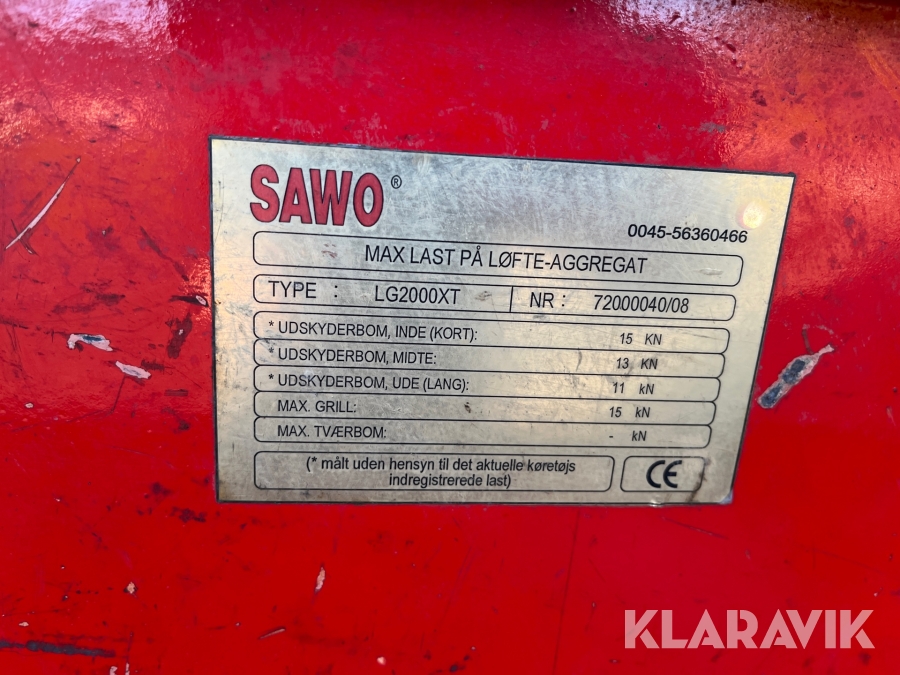 SAWO®
0045-56360466
MAX LAST PÅ LØFTE-AGGREGAT
TYPE : LG2000XT NR : 72000040/08
* UDSKYDERBOM, INDE (KORT): 15 KN
* UDSKYDERBOM, MIDTE: 13 KN
* UDSKYDERBOM, UDE (LANG): 11 kN
MAX. GRILL: 15 kN
MAX. TVÆRBOM: - kN
(* målt uden hensyn til det aktuelle køretøjs
indregistrerede last)
CE
KLARAVIK